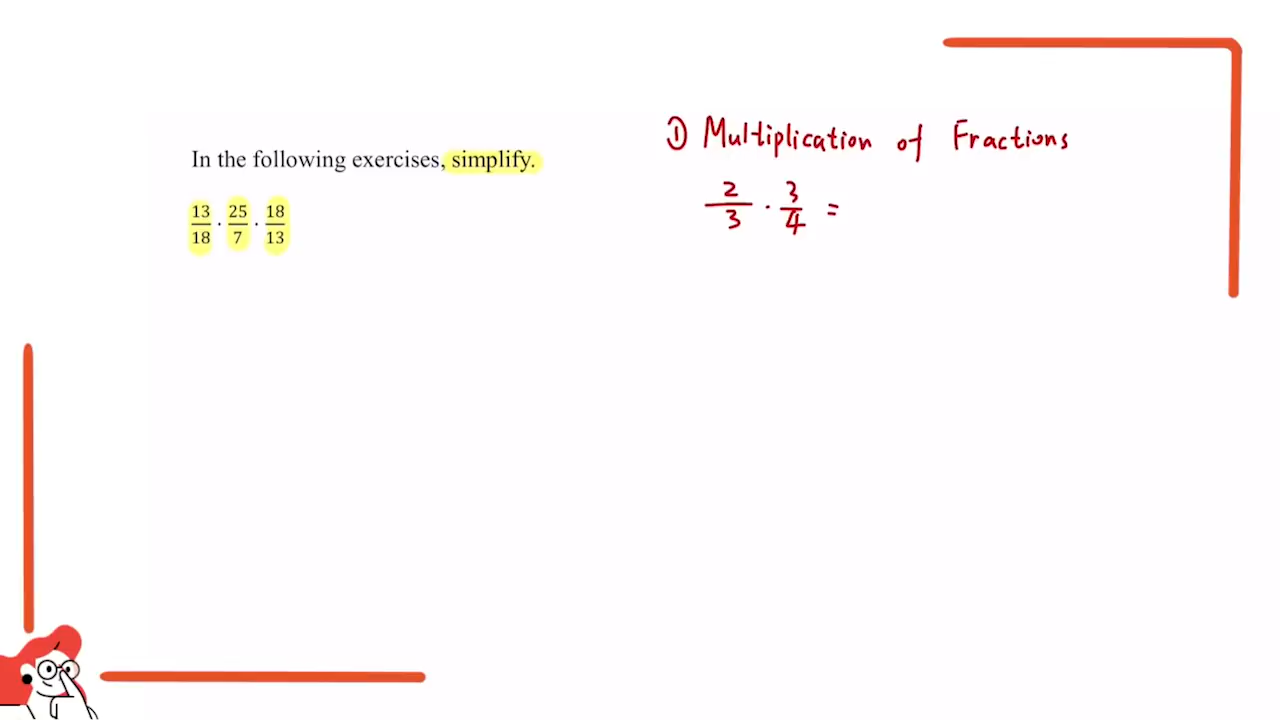 In the following exercises, simplify.
13/18 · 25/7 · 18/13
① Multiplication of Fractions
2/3 · 3/4 =